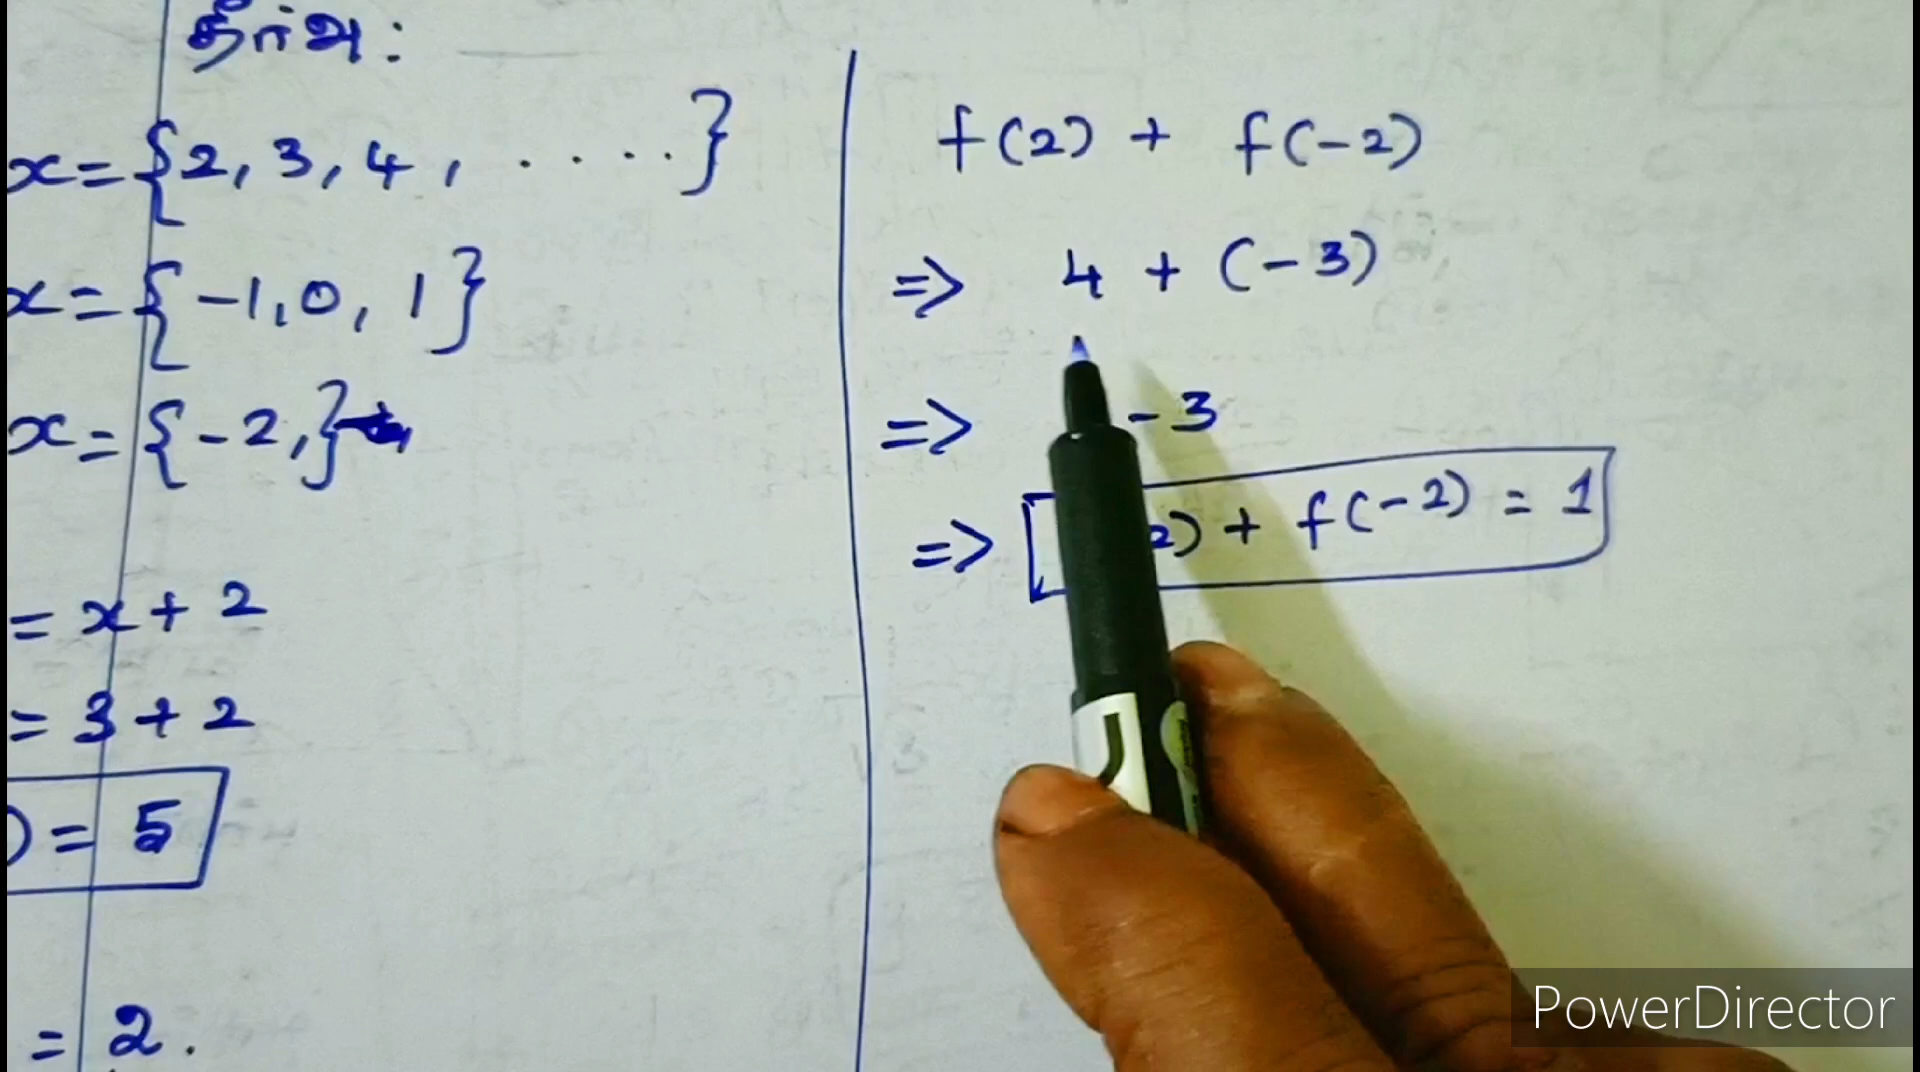 தீர்வு:
x = {2, 3, 4, .....}
x = {-1, 0, 1}
x = {-2,}
= x + 2
= 3 + 2
) = 5
= 2.
f(2) + f(-2)
=> 4 + (-3)
=> - 3
=> 2) + f(-2) = 1
PowerDirector